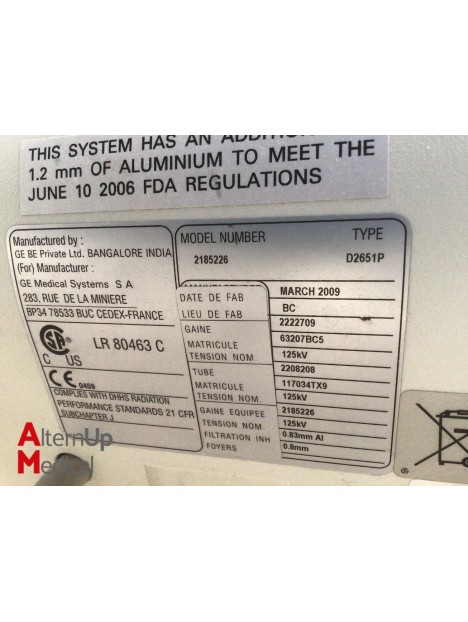 THIS SYSTEM HAS AN
1.2 mm OF ALUMINIUM TO MEET THE
JUNE 10 2006 FDA REGULATIONS
Manufactured by:
GE BE Private Ltd. BANGALORE INDIA
(For) Manufacturer:
GE Medical Systems S A
283, RUE DE LA MINIERE
BP34 78533 BUC CEDEX-FRANCE
SA
C US
LR 80463 C
CE 0459
COMPLIES WITH DHHS RADIATION
PERFORMANCE STANDARDS 21 CFR
SUBCHAPTER J
MODEL NUMBER TYPE
2185226 D2651P
DATE DE FAB MARCH 2009
LIEU DE FAB BC
GAINE 2222709
MATRICULE 63207BC5
TENSION NOM 125kV
TUBE 2208208
MATRICULE 117034TX9
TENSION NOM. 125kV
GAINE EQUIPEE 2185226
TENSION NOM 125kV
FILTRATION INH 0.83mm Al
FOYERS 0.8mm
AlternUp
Medical